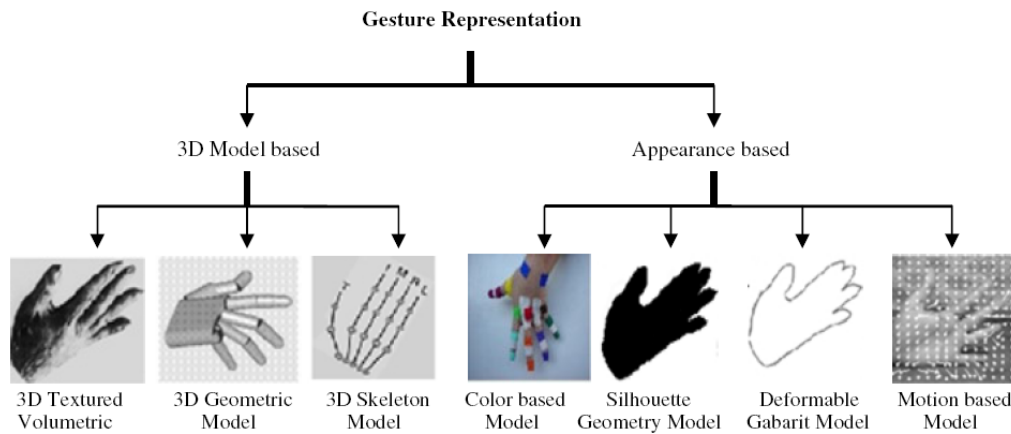 Gesture Representation
3D Model based
Appearance based
3D Textured
Volumetric
3D Geometric
Model
3D Skeleton
Model
Color based
Model
Silhouette
Geometry Model
Deformable
Gabarit Model
Motion based
Model